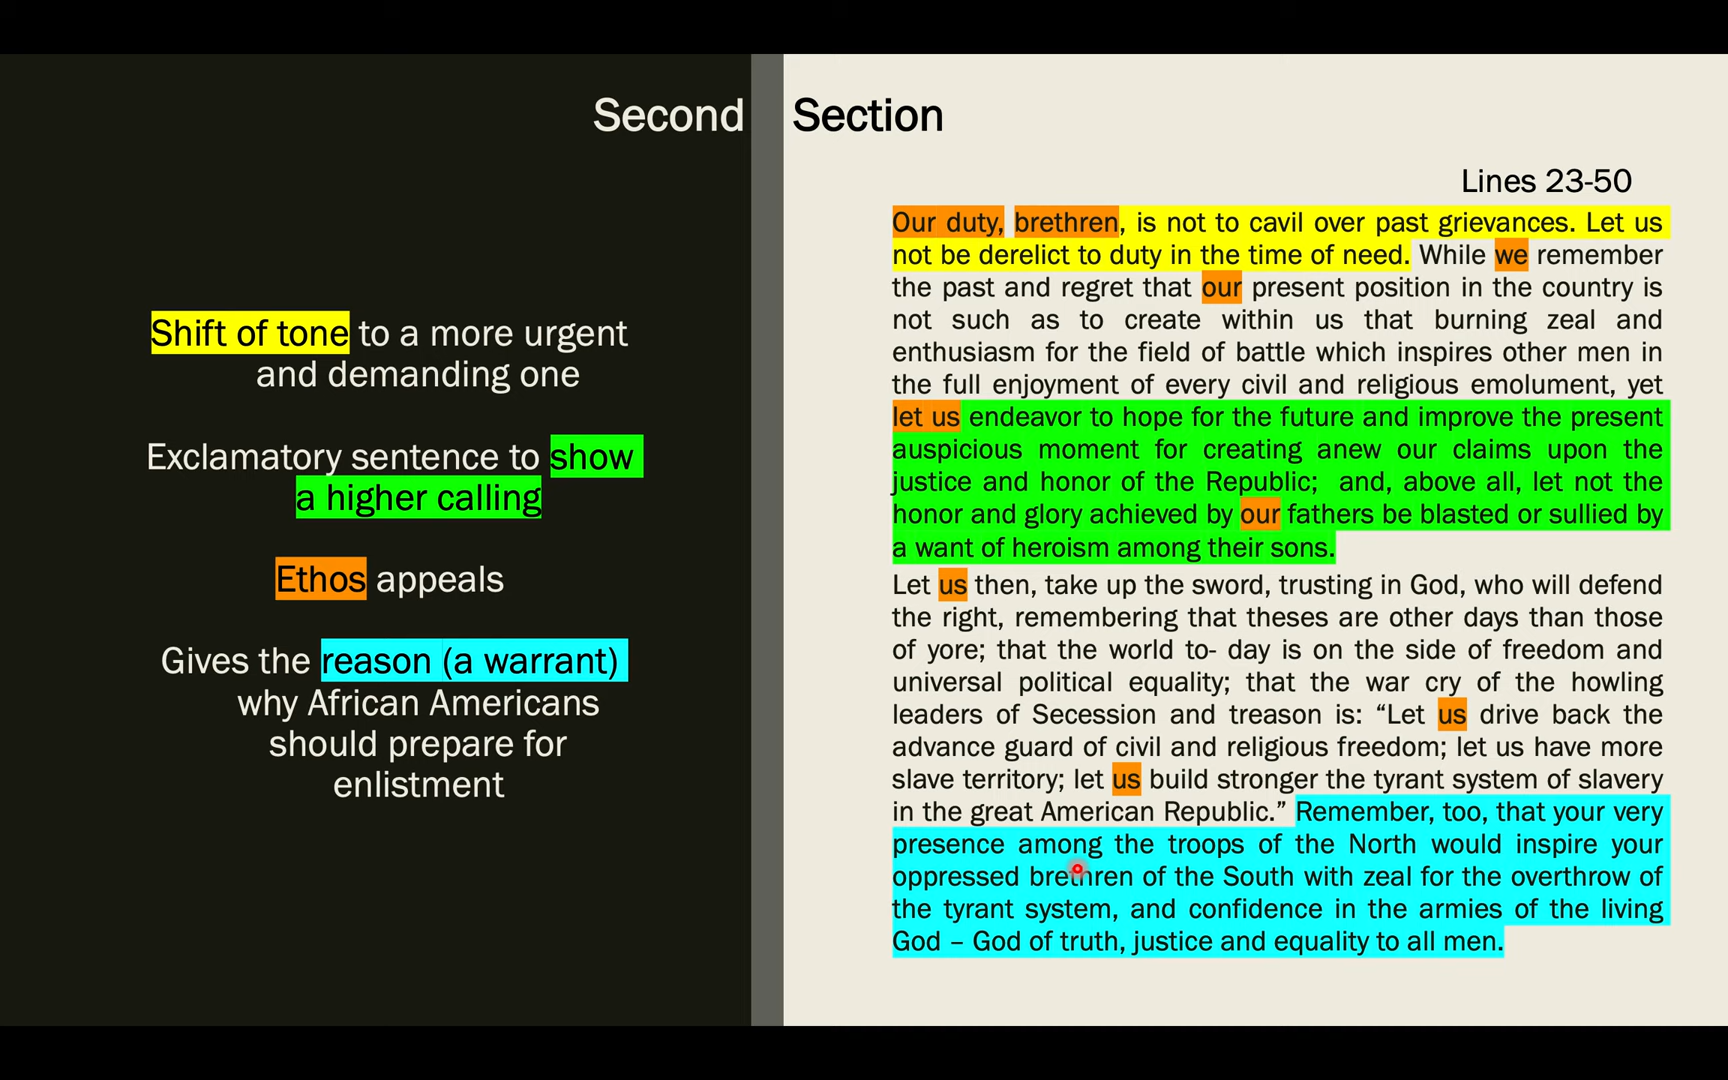 Second Section
Shift of tone to a more urgent
and demanding one
Exclamatory sentence to show
a higher calling
Ethos appeals
Gives the reason (a warrant)
why African Americans
should prepare for
enlistment
Lines 23-50
Our duty, brethren, is not to cavil over past grievances. Let us
not be derelict to duty in the time of need. While we remember
the past and regret that our present position in the country is
not such as to create within us that burning zeal and
enthusiasm for the field of battle which inspires other men in
the full enjoyment of every civil and religious emolument, yet
let us endeavor to hope for the future and improve the present
auspicious moment for creating anew our claims upon the
justice and honor of the Republic; and, above all, let not the
honor and glory achieved by our fathers be blasted or sullied by
a want of heroism among their sons.
Let us then, take up the sword, trusting in God, who will defend
the right, remembering that theses are other days than those
of yore; that the world to- day is on the side of freedom and
universal political equality; that the war cry of the howling
leaders of Secession and treason is: “Let us drive back the
advance guard of civil and religious freedom; let us have more
slave territory; let us build stronger the tyrant system of slavery
in the great American Republic.” Remember, too, that your very
presence among the troops of the North would inspire your
oppressed brethren of the South with zeal for the overthrow of
the tyrant system, and confidence in the armies of the living
God – God of truth, justice and equality to all men.